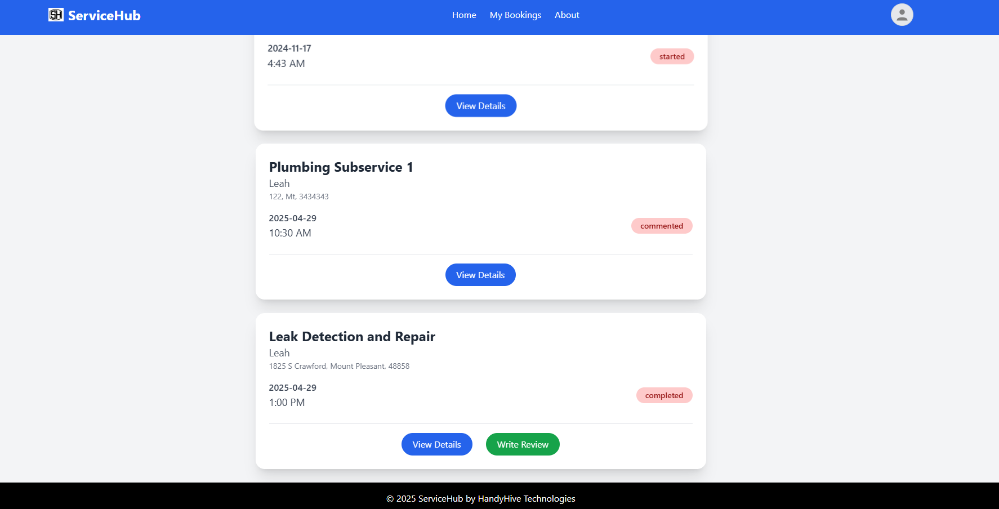 SH ServiceHub
Home My Bookings About
2024-11-17
4:43 AM
started
View Details
Plumbing Subservice 1
Leah
122, Mt, 3434343
2025-04-29
10:30 AM
commented
View Details
Leak Detection and Repair
Leah
1825 S Crawford, Mount Pleasant, 48858
2025-04-29
1:00 PM
completed
View Details Write Review
© 2025 ServiceHub by HandyHive Technologies